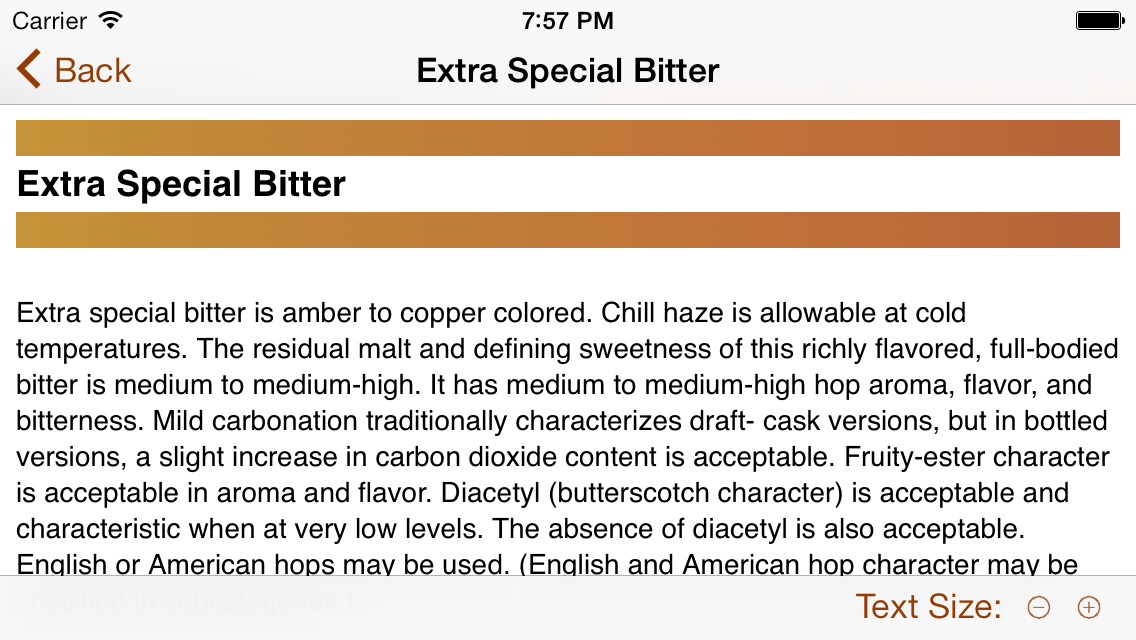 Carrier
7:57 PM
Back
Extra Special Bitter
Extra Special Bitter
Extra special bitter is amber to copper colored. Chill haze is allowable at cold
temperatures. The residual malt and defining sweetness of this richly flavored, full-bodied
bitter is medium to medium-high. It has medium to medium-high hop aroma, flavor, and
bitterness. Mild carbonation traditionally characterizes draft- cask versions, but in bottled
versions, a slight increase in carbon dioxide content is acceptable. Fruity-ester character
is acceptable in aroma and flavor. Diacetyl (butterscotch character) is acceptable and
characteristic when at very low levels. The absence of diacetyl is also acceptable.
English or American hops may be used. (English and American hop character may be
specified in subcategories.)
Text Size: